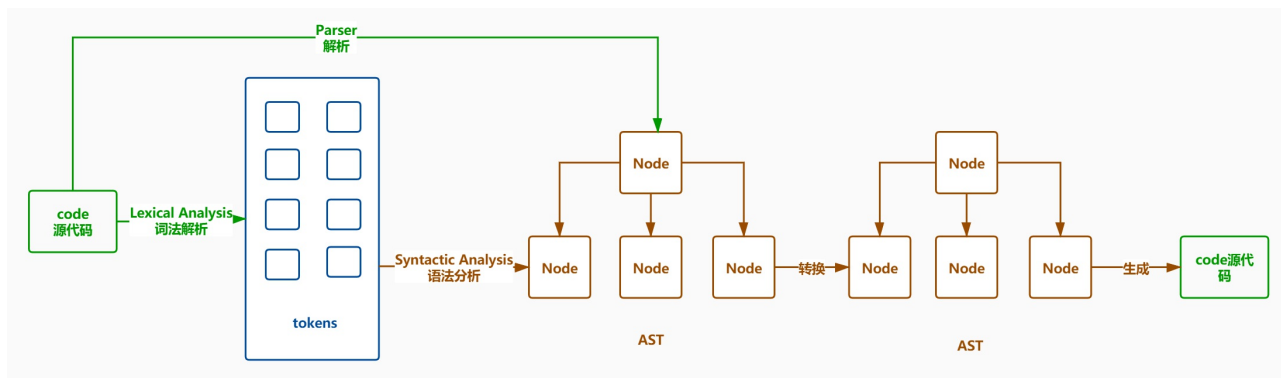 Parser
解析
code
源代码
Lexical Analysis
词法解析
tokens
Syntactic Analysis
语法分析
Node
Node
Node
Node
AST
转换
Node
Node
Node
Node
AST
生成
code源代
码